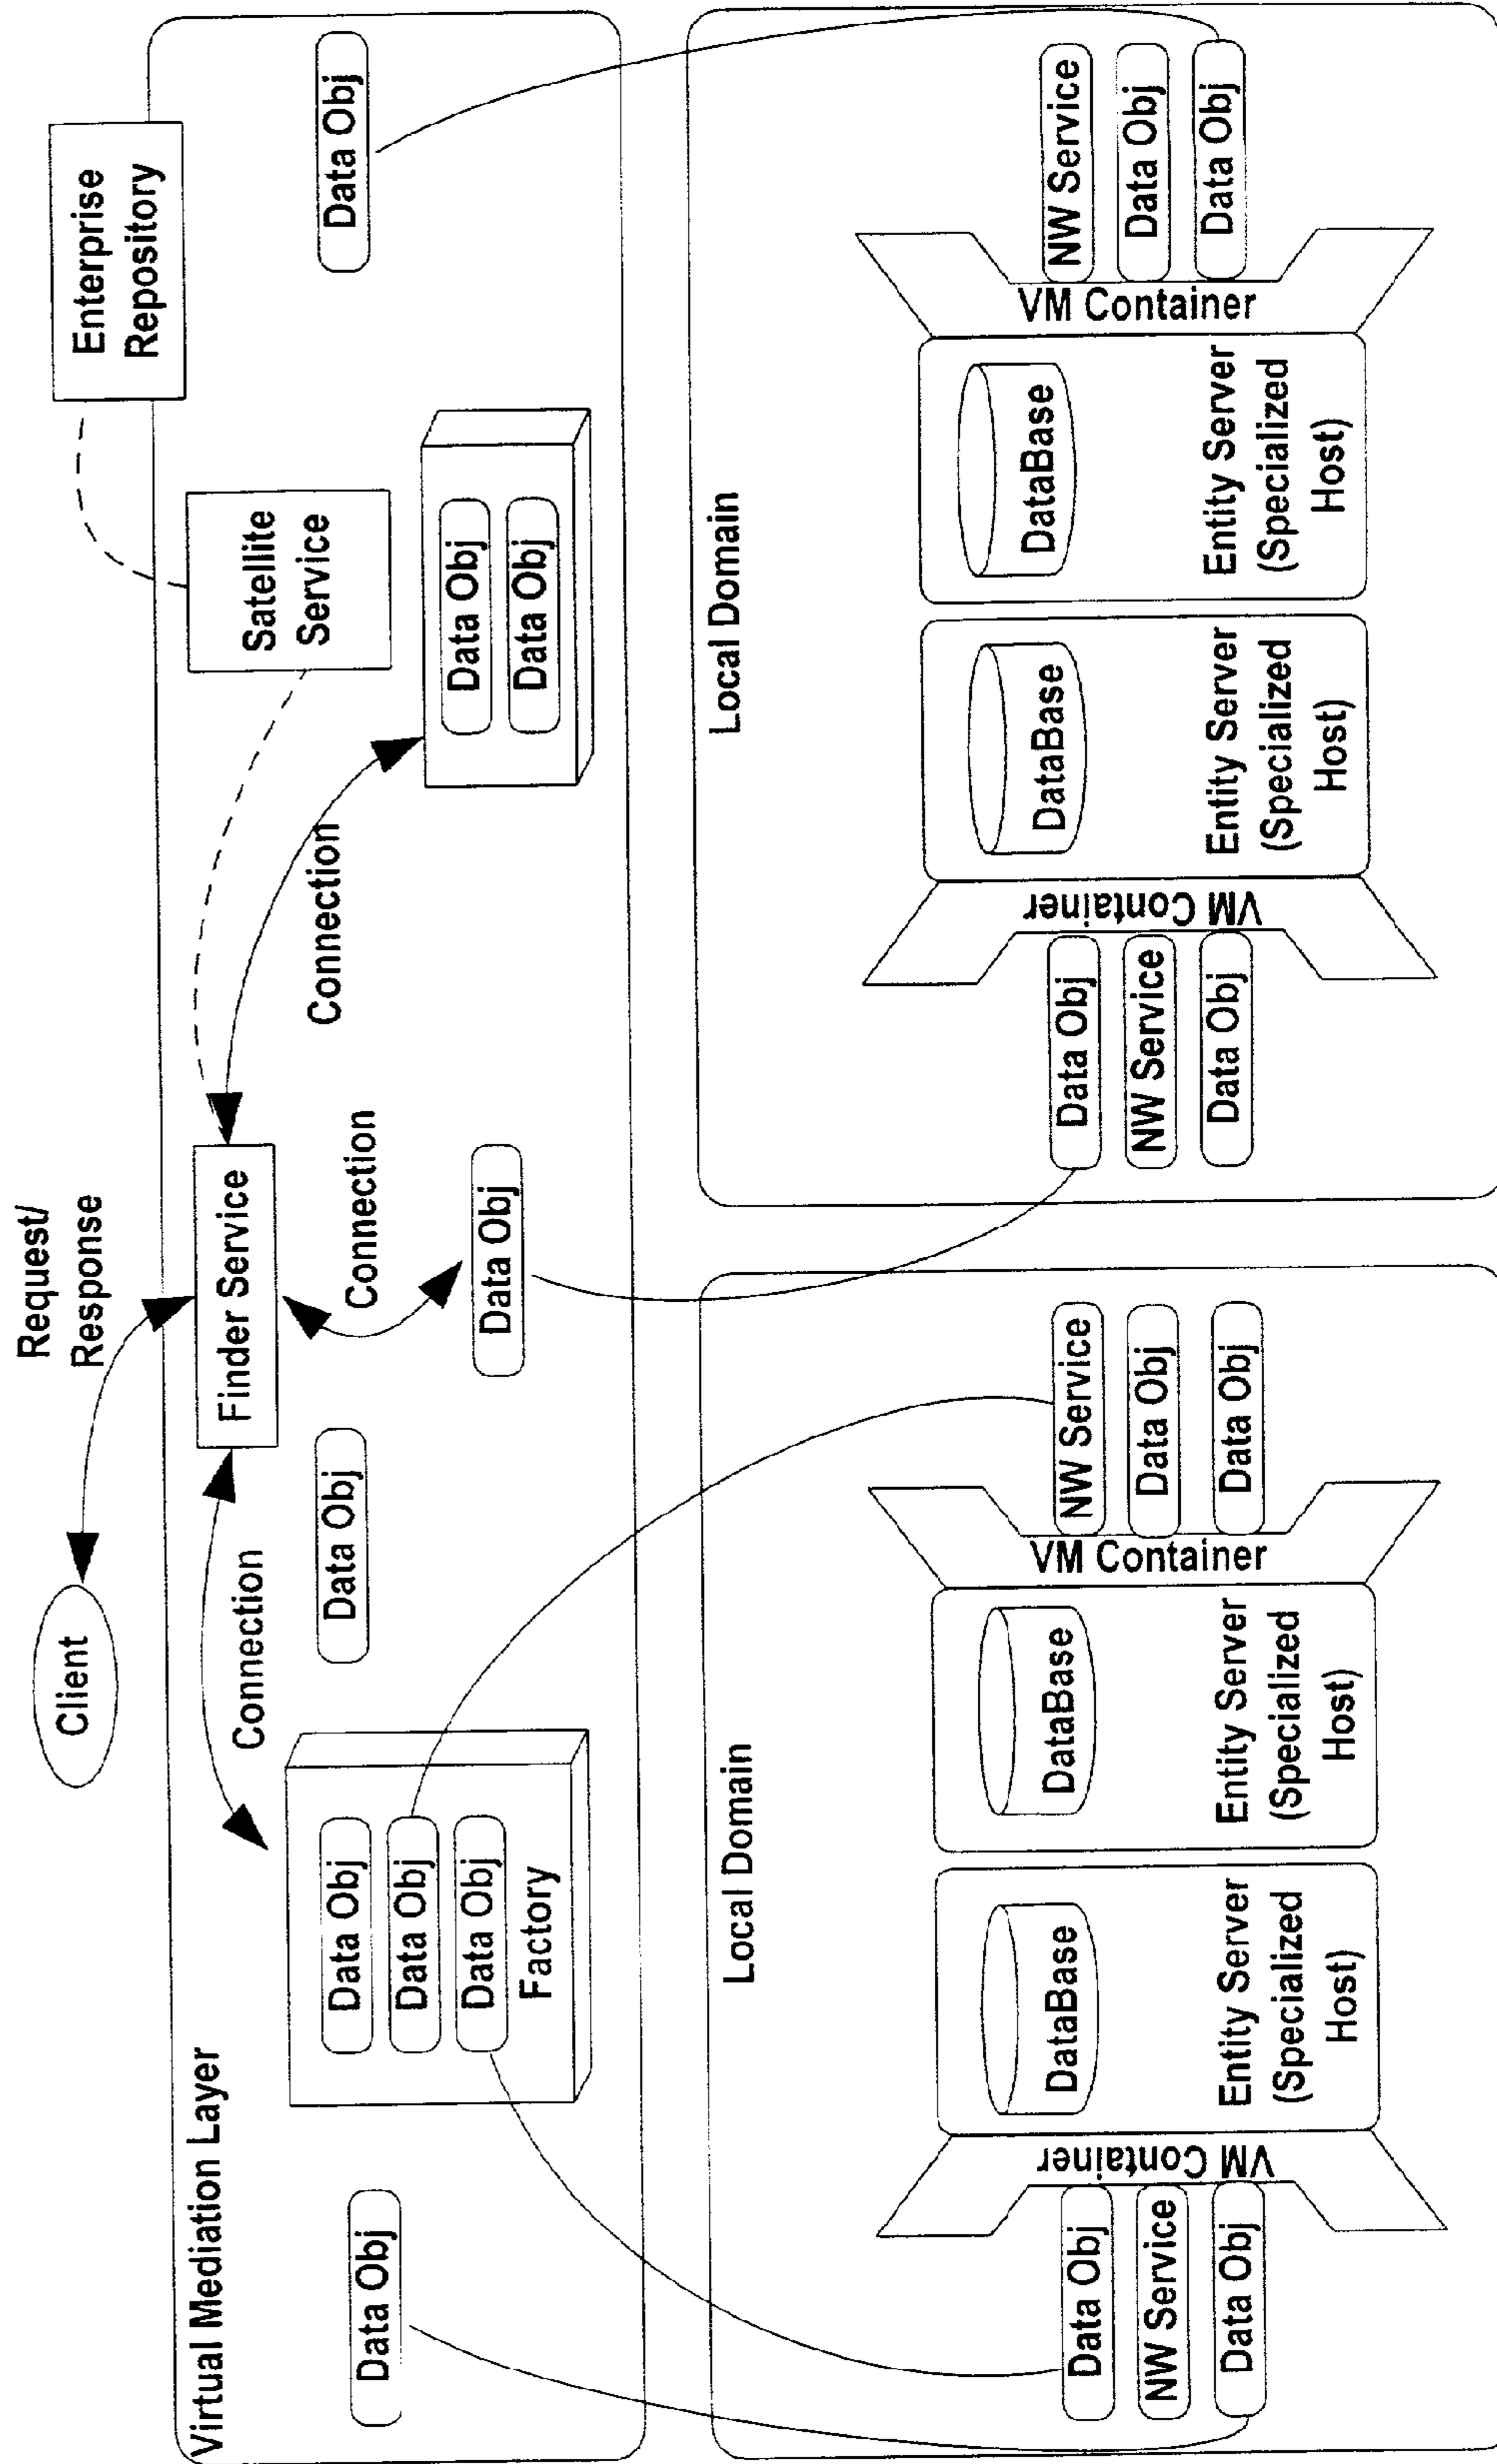 Client
Request/
Response
Enterprise
Repository
Virtual Mediation Layer
Connection
Finder Service
Satellite
Service
Data Obj
Data Obj
Data Obj
Data Obj
Factory
Data Obj
Connection
Data Obj
Connection
Data Obj
Data Obj
Data Obj
Local Domain
Data Obj
NW Service
Data Obj
VM Container
DataBase
Entity Server
(Specialized
Host)
DataBase
Entity Server
(Specialized
Host)
VM Container
NW Service
Data Obj
Data Obj
Local Domain
Data Obj
NW Service
Data Obj
VM Container
DataBase
Entity Server
(Specialized
Host)
DataBase
Entity Server
(Specialized
Host)
VM Container
NW Service
Data Obj
Data Obj